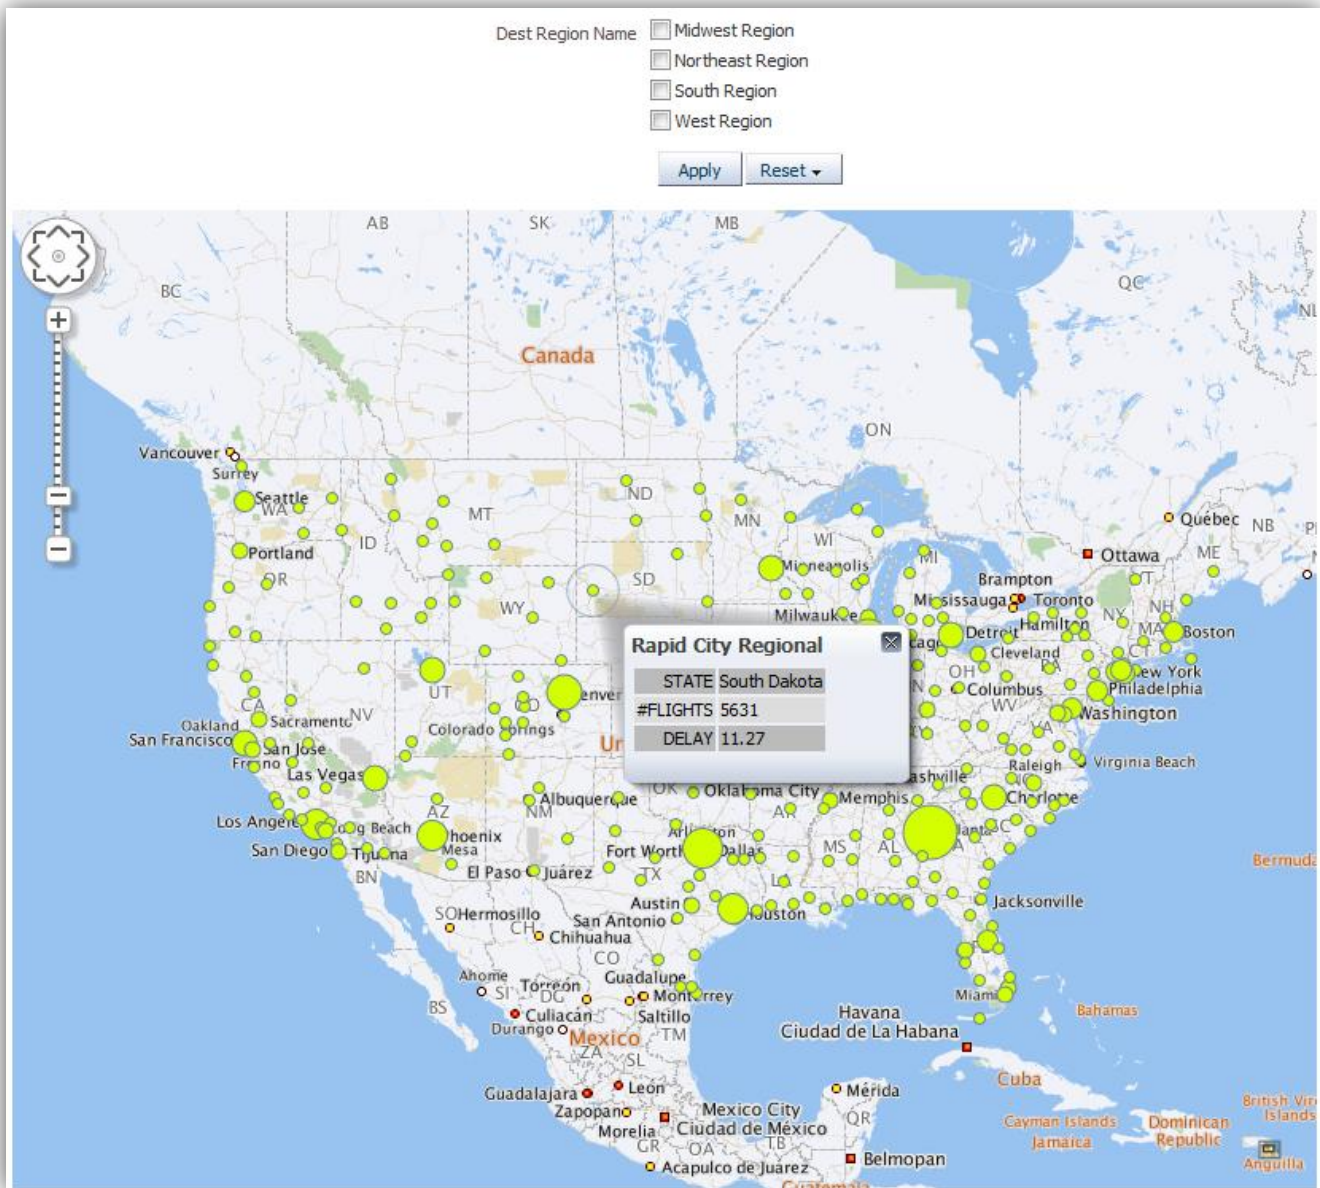 Dest Region Name
Midwest Region
Northeast Region
South Region
West Region
Apply
Reset
AB
SK
MB
BC
QC
NL
Canada
ON
Vancouver
Surrey
Seattle
WA
ND
MN
MT
Québec
NB
Portland
ID
WI
MI
Ottawa
ME
OR
Minneapolis
SD
VT
Brampton
WY
Mississauga
Toronto
NY
NH
Milwaukee
Detroit
Hamilton
MA
Boston
Rapid City Regional
STATE South Dakota
#FLIGHTS 5631
DELAY 11.27
Cleveland
CT
OH
PA
New York
UT
Columbus
Philadelphia
CA
NV
WV
Oakland
Sacramento
Colorado Springs
VA
Washington
San Francisco
San Jose
Fresno
Raleigh
Virginia Beach
Las Vegas
OK
Oklahoma City
Albuquerque
Memphis
Charlotte
AZ
NM
AR
Los Angele
Long Beach
Phoenix
Mesa
Arlington
SC
Fort Worth
Dallas
MS
AL
San Diego
Tijuana
BN
El Paso
Juárez
TX
LA
Bermuda
Austin
Houston
Jacksonville
SO
Hermosillo
San Antonio
CH
Chihuahua
CO
Ahome
Torreón
Guadalupe
Miami
BS
SI
DG
Monterrey
Culiacán
Saltillo
Havana
Bahamas
Durango
Mexico
TM
Ciudad de La Habana
ZA
SL
Guadalajara
León
Mérida
Cuba
Zapopan
Mexico City
QR
Cayman Islands
Dominican
British Vir
Islands
Morelia
Ciudad de México
Jamaica
Republic
GR
OA
TB
Acapulco de Juárez
Belmopan
Anguilla
Guatemala